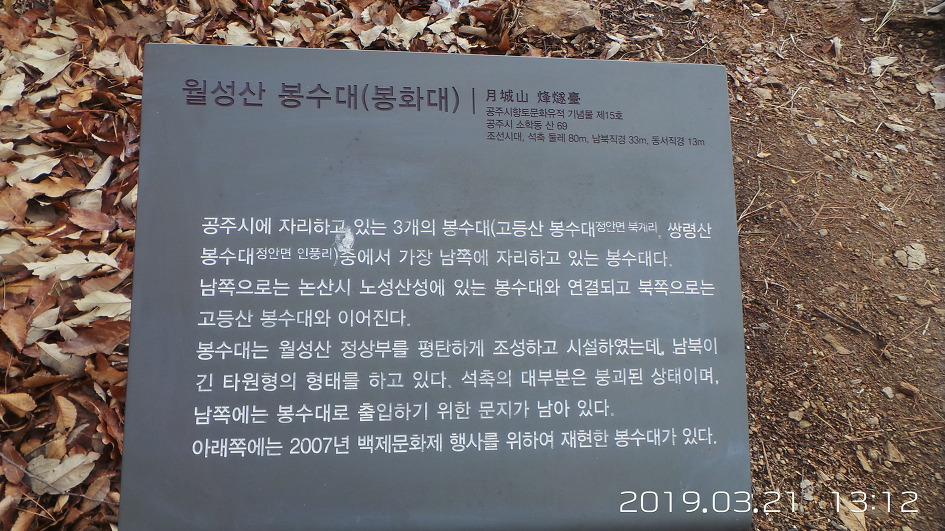 월성산 봉수대(봉화대) | 月城山 烽燧臺
공주시향토문화유적 기념물 제15호
공주시 소학동 산 69
조선시대, 석축 둘레 80m, 남북직경 33m, 동서직경 13m
공주시에 자리하고 있는 3개의 봉수대(고등산 봉수대정안면 북계리, 쌍령산
봉수대정안면 인풍리)중에서 가장 남쪽에 자리하고 있는 봉수대다.
남쪽으로는 논산시 노성산성에 있는 봉수대와 연결되고 북쪽으로는
고등산 봉수대와 이어진다.
봉수대는 월성산 정상부를 평탄하게 조성하고 시설하였는데, 남북이
긴 타원형의 형태를 하고 있다. 석축의 대부분은 붕괴된 상태이며,
남쪽에는 봉수대로 출입하기 위한 문지가 남아 있다.
아래쪽에는 2007년 백제문화제 행사를 위하여 재현한 봉수대가 있다.
2019.03.21 13:12